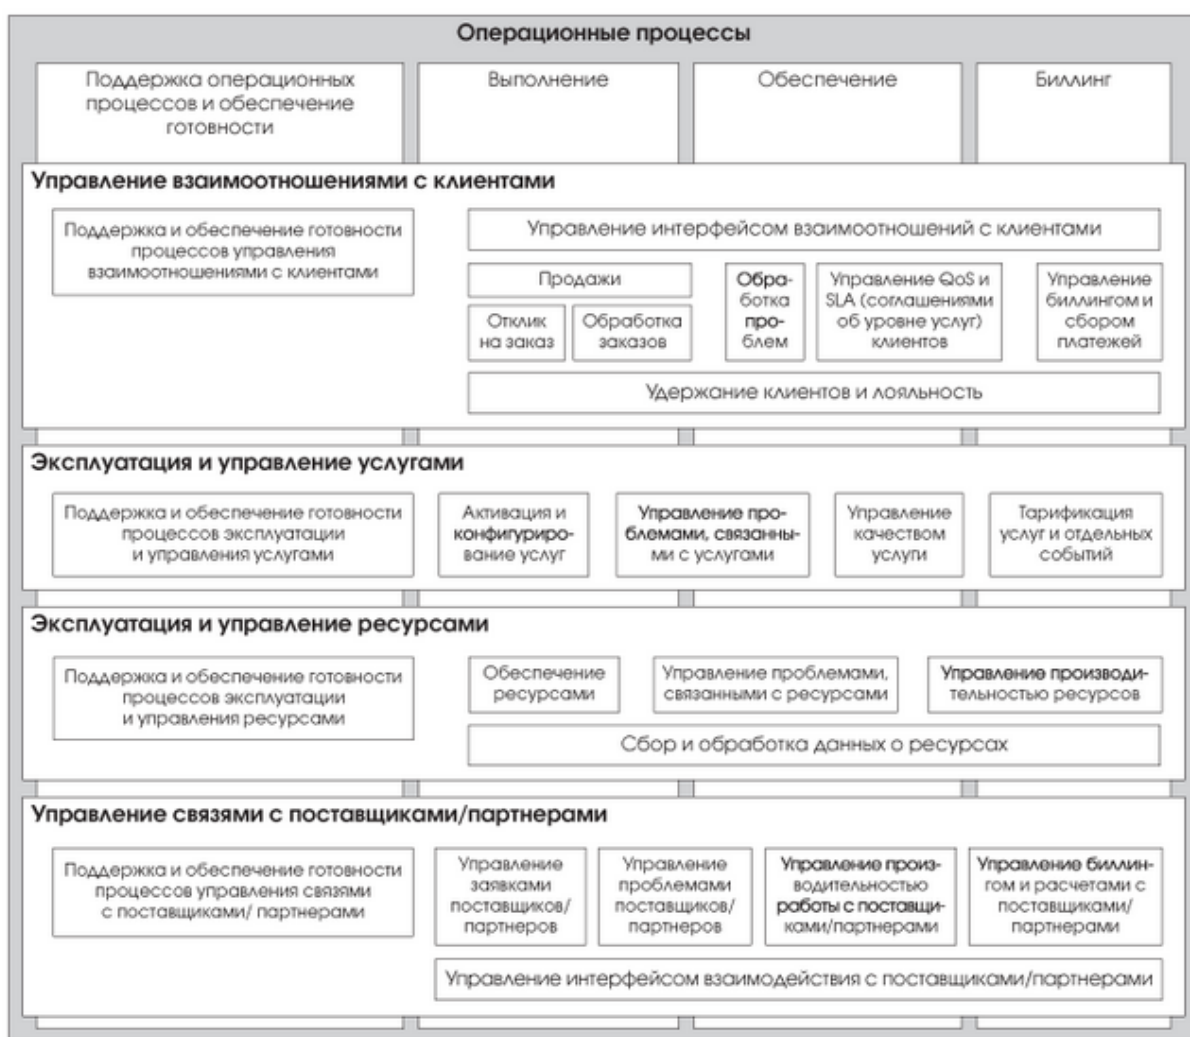 Операционные процессы
Поддержка операционных
процессов и обеспечение
готовности
Выполнение
Обеспечение
Биллинг
Управление взаимоотношениями с клиентами
Поддержка и обеспечение готовности
процессов управления
взаимоотношениями с клиентами
Управление интерфейсом взаимоотношений с клиентами
Продажи
Отклик
на заказ
Обработка
заказов
Обра-
ботка
про-
блем
Управление QoS и
SLA (соглашениями
об уровне услуг)
клиентов
Управление
биллингом и
сбором
платежей
Удержание клиентов и лояльность
Эксплуатация и управление услугами
Поддержка и обеспечение готовности
процессов эксплуатации
и управления услугами
Активация и
конфигуриро-
вание услуг
Управление про-
блемами, связанны-
ми с услугами
Управление
качеством
услуги
Тарификация
услуг и отдельных
событий
Эксплуатация и управление ресурсами
Поддержка и обеспечение готовности
процессов эксплуатации
и управления ресурсами
Обеспечение
ресурсами
Управление проблемами,
связанными с ресурсами
Управление производи-
тельностью ресурсов
Сбор и обработка данных о ресурсах
Управление связями с поставщиками/партнерами
Поддержка и обеспечение готовности
процессов управления связями
с поставщиками/ партнерами
Управление
заявками
поставщиков/
партнеров
Управление
проблемами
поставщиков/
партнеров
Управление произ-
водительностью
работы с поставщи-
ками/партнерами
Управление биллин-
гом и расчетами с
поставщиками/
партнерами
Управление интерфейсом взаимодействия с поставщиками/партнерами